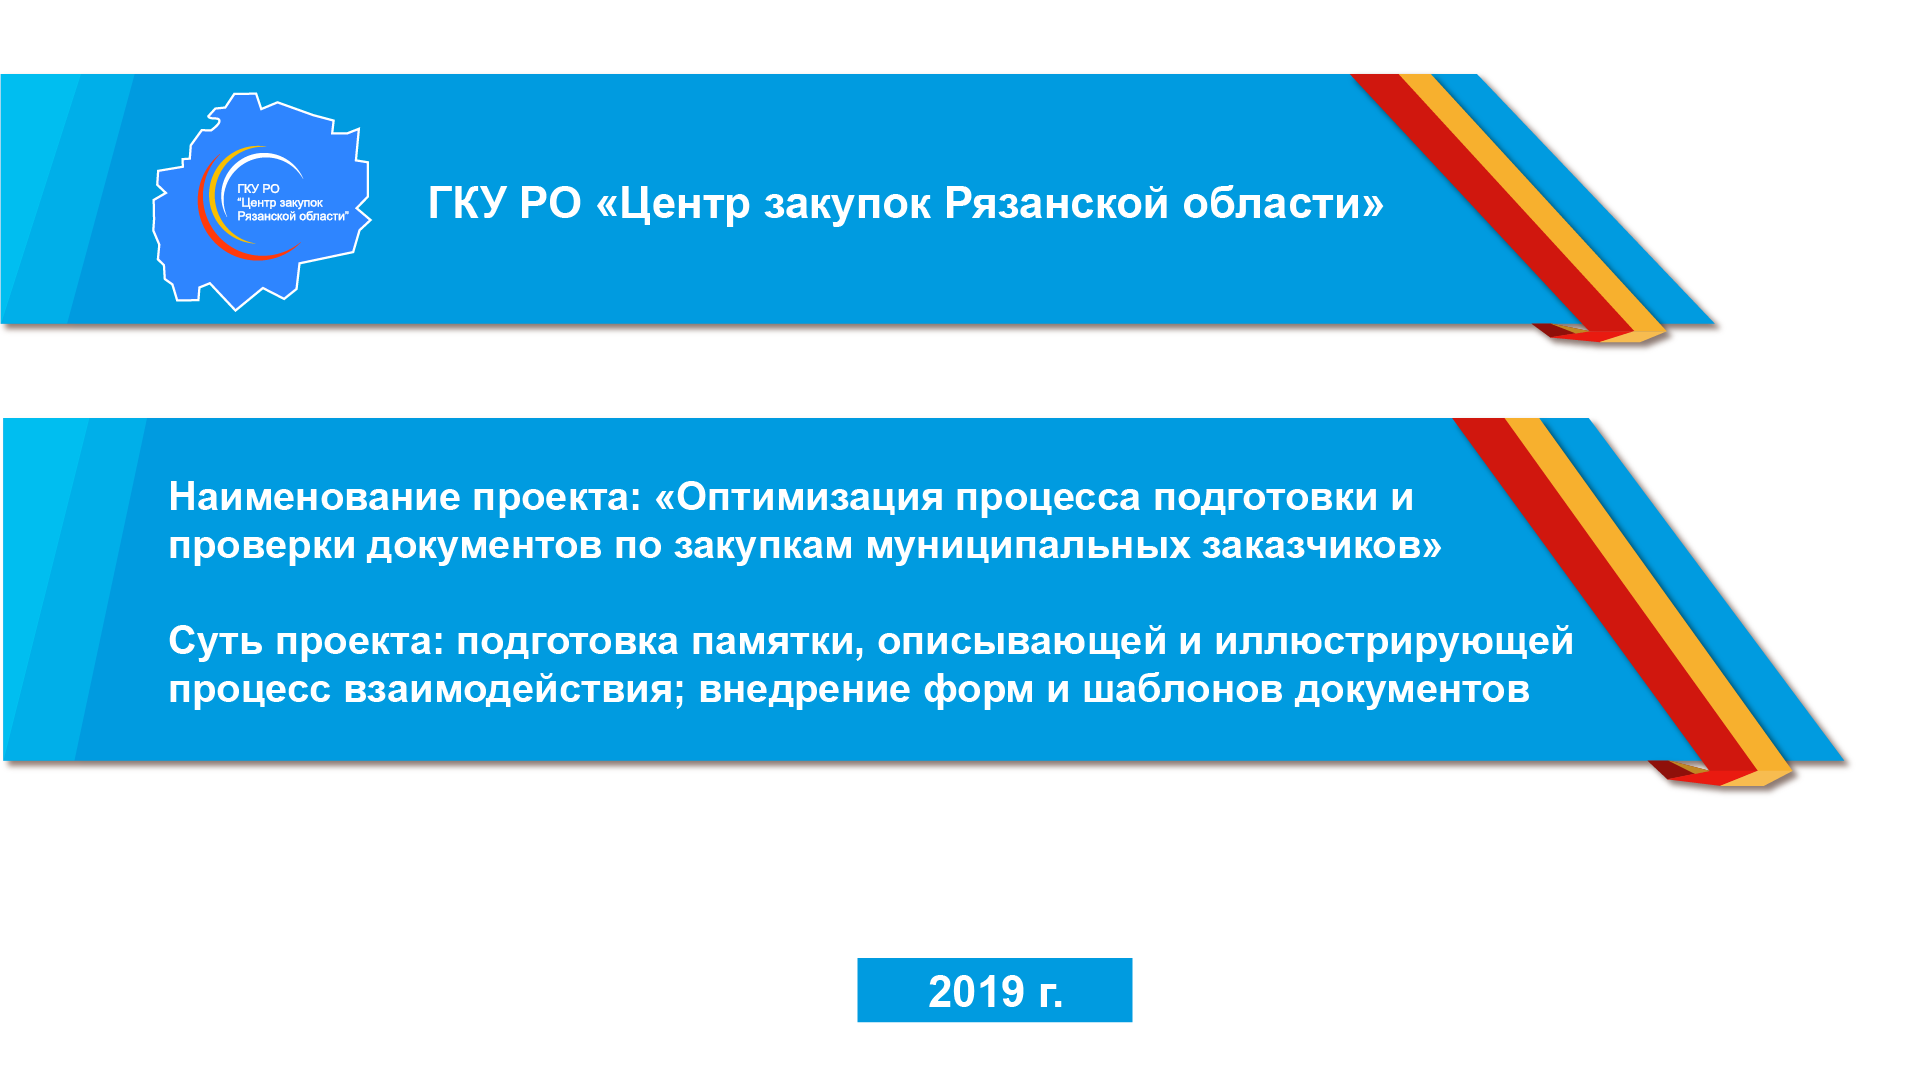 ГКУ РО
“Центр закупок
Рязанской области”
ГКУ РО «Центр закупок Рязанской области»
Наименование проекта: «Оптимизация процесса подготовки и
проверки документов по закупкам муниципальных заказчиков»
Суть проекта: подготовка памятки, описывающей и иллюстрирующей
процесс взаимодействия; внедрение форм и шаблонов документов
2019 г.